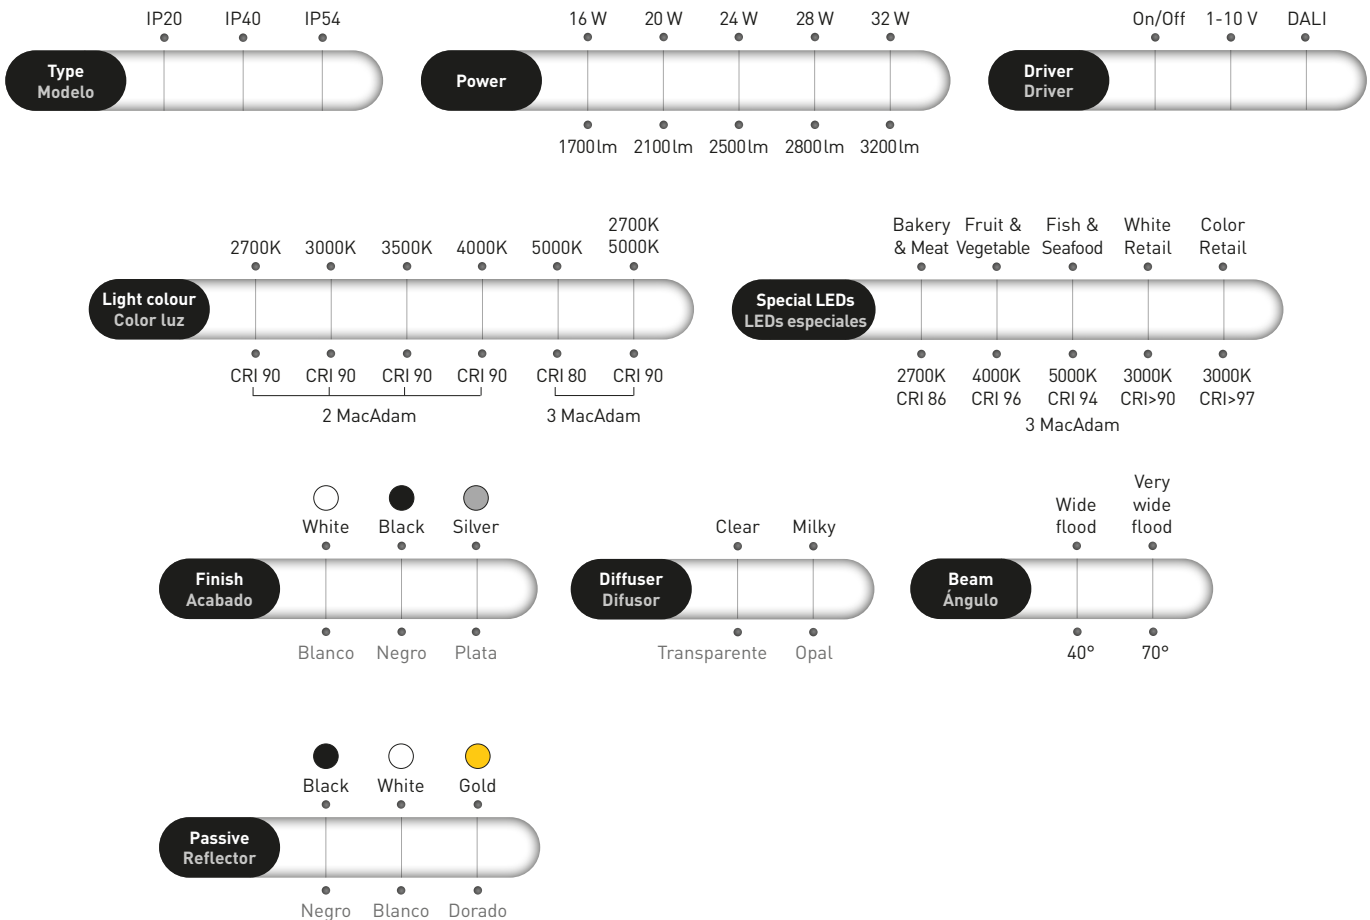 IP20 IP40 IP54
Type
Modelo
16 W 20 W 24 W 28 W 32 W
Power
1700lm 2100lm 2500lm 2800lm 3200lm
On/Off 1-10 V DALI
Driver
Driver
2700K
2700K 3000K 3500K 4000K 5000K 5000K
Light colour
Color luz
CRI 90 CRI 90 CRI 90 CRI 90 CRI 80 CRI 90
2 MacAdam 3 MacAdam
Bakery Fruit & Fish & White Color
& Meat Vegetable Seafood Retail Retail
Special LEDs
LEDs especiales
2700K 4000K 5000K 3000K 3000K
CRI 86 CRI 96 CRI 94 CRI>90 CRI>97
3 MacAdam
White Black Silver
Finish
Acabado
Blanco Negro Plata
Clear Milky
Diffuser
Difusor
Transparente Opal
Very
Wide wide
flood flood
Beam
Ángulo
40° 70°
Black White Gold
Passive
Reflector
Negro Blanco Dorado